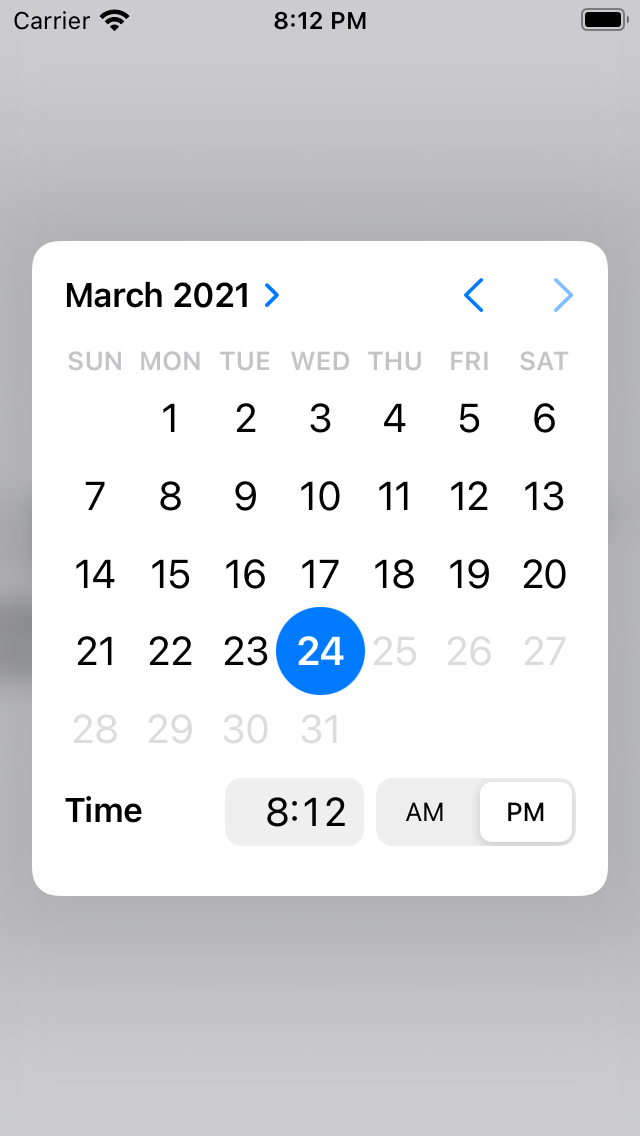 Carrier 8:12 PM
March 2021
SUN MON TUE WED THU FRI SAT
1 2 3 4 5 6
7 8 9 10 11 12 13
14 15 16 17 18 19 20
21 22 23 24 25 26 27
28 29 30 31
Time 8:12 AM PM